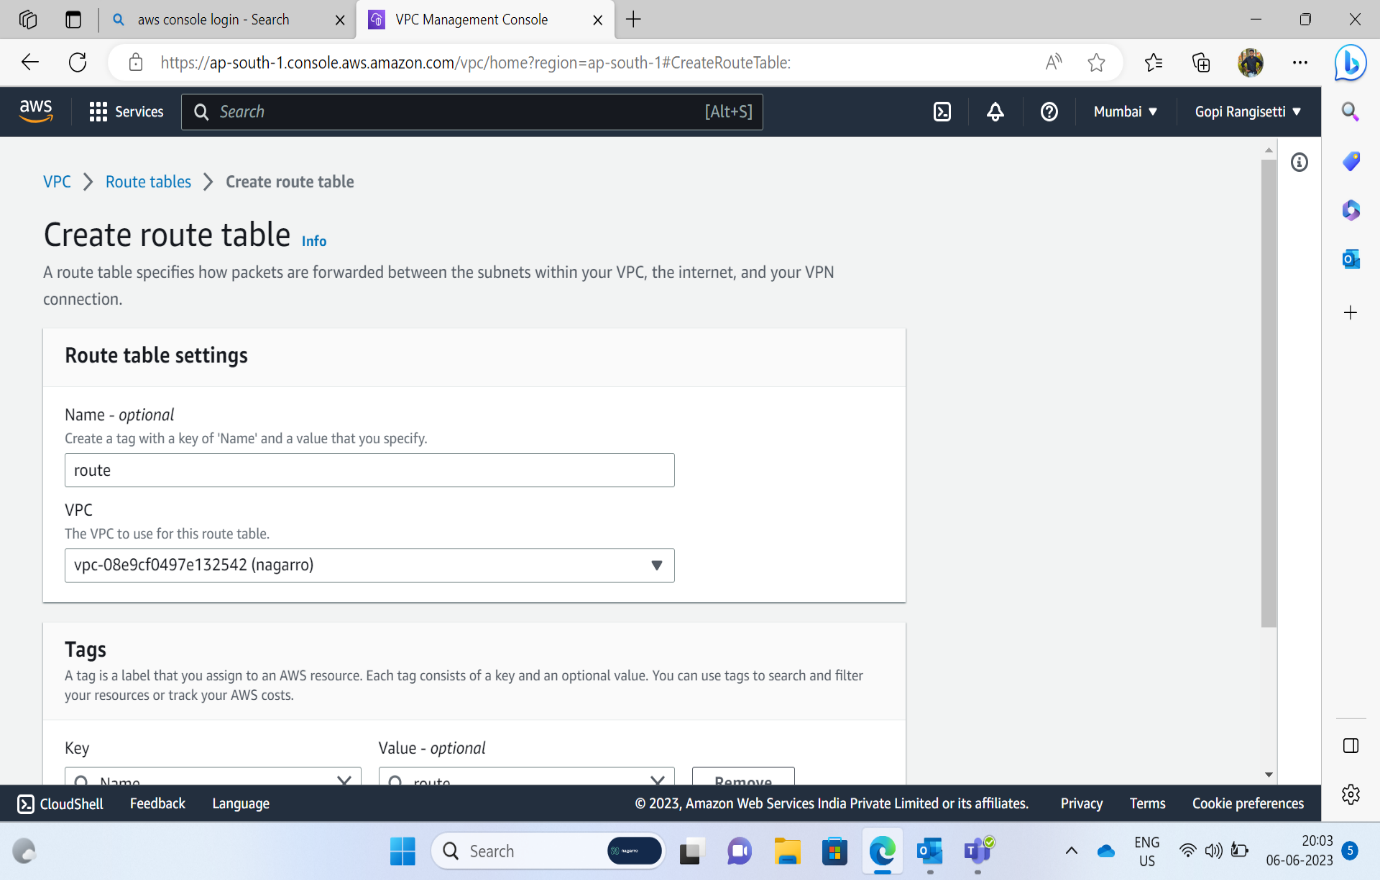 aws console login - Search
VPC Management Console
https://ap-south-1.console.aws.amazon.com/vpc/home?region=ap-south-1#CreateRouteTable:
aws
Services
Search
[Alt+S]
Mumbai
Gopi Rangisetti
VPC
Route tables
Create route table
Create route table Info
A route table specifies how packets are forwarded between the subnets within your VPC, the internet, and your VPN
connection.
Route table settings
Name - optional
Create a tag with a key of 'Name' and a value that you specify.
route
VPC
The VPC to use for this route table.
vpc-08e9cf0497e132542 (nagarro)
Tags
A tag is a label that you assign to an AWS resource. Each tag consists of a key and an optional value. You can use tags to search and filter
your resources or track your AWS costs.
Key
Value - optional
Name
route
Remove
CloudShell
Feedback
Language
© 2023, Amazon Web Services India Private Limited or its affiliates.
Privacy
Terms
Cookie preferences
Search
ENG
US
20:03
06-06-2023
5